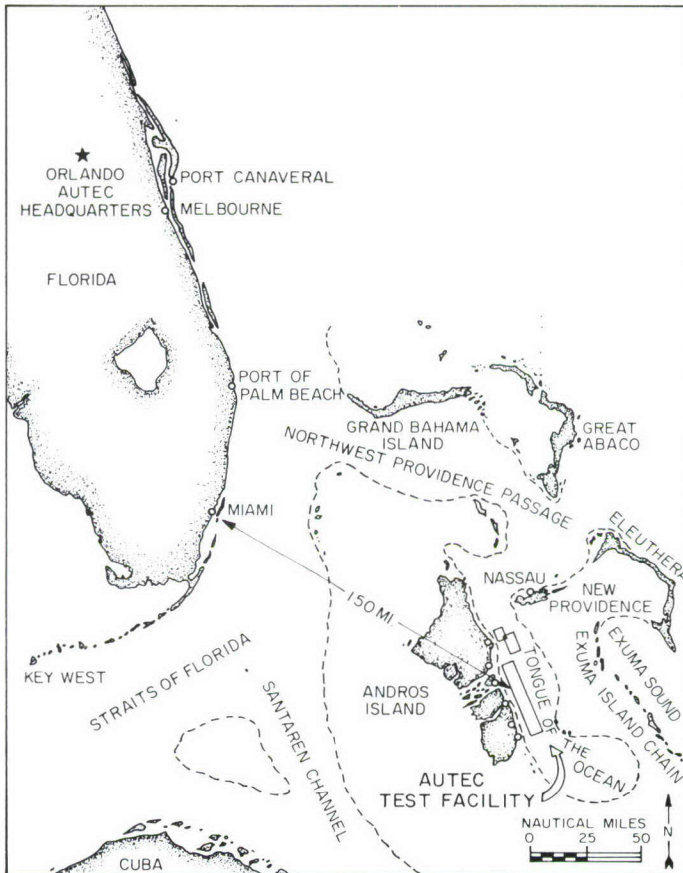 ORLANDO
AUTEC
HEADQUARTERS
PORT CANAVERAL
MELBOURNE
FLORIDA
PORT OF
PALM BEACH
GRAND BAHAMA
ISLAND
GREAT
ABACO
NORTHWEST PROVIDENCE PASSAGE
MIAMI
ELEUTHERA
NASSAU
NEW
PROVIDENCE
150 MI
KEY WEST
STRAITS OF FLORIDA
SANTAREN CHANNEL
ANDROS
ISLAND
TONGUE OF THE OCEAN
EXUMA SOUND
EXUMA ISLAND CHAIN
AUTEC
TEST FACILITY
NAUTICAL MILES
0 25 50
N
CUBA